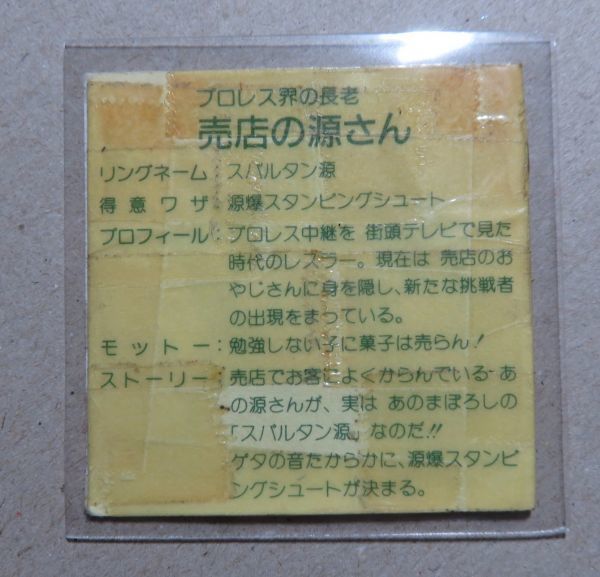 プロレス界の長老
売店の源さん
リングネーム：スパルタン源
得意ワザ：源爆スタンピングシュート
プロフィール：プロレス中継を 街頭テレビで見た
時代のレスラー。現在は 売店のお
やじさんに身を隠し、新たな挑戦者
の出現をまっている。
モットー：勉強しない子に菓子は売らん！
ストーリー：売店でお客によくからんでいる あ
の源さんが、実は あのまぼろしの
「スパルタン源」なのだ!!
ゲタの音たからかに、源爆スタンピ
ングシュートが決まる。